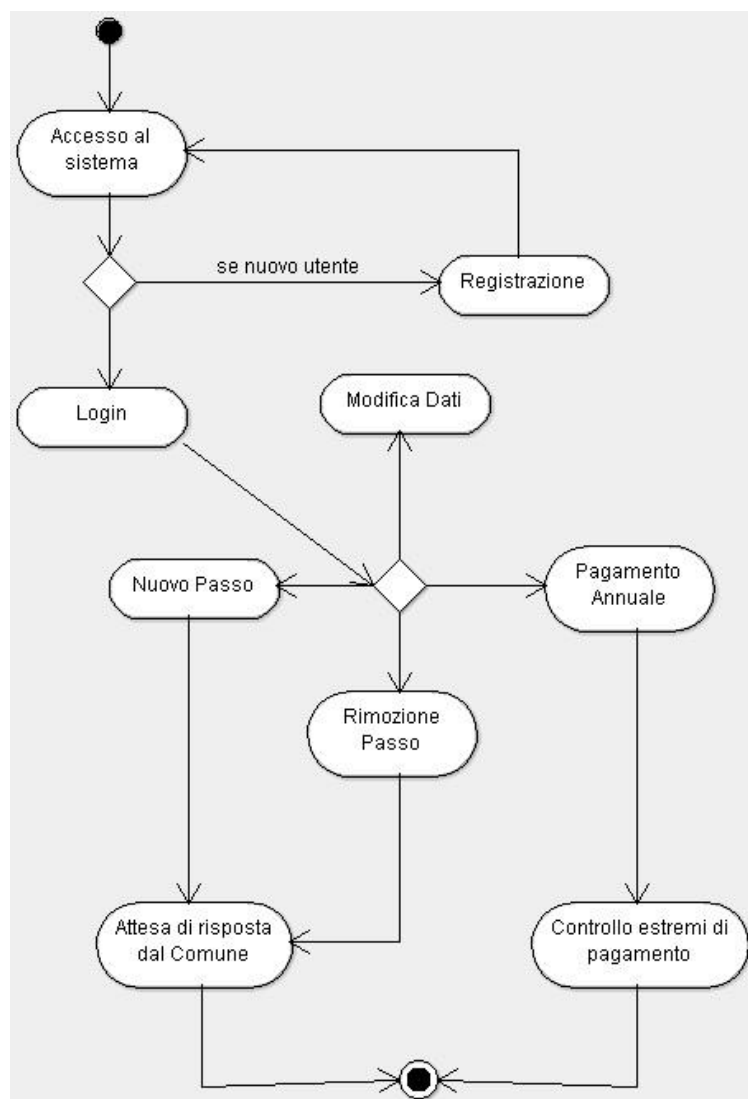 Accesso al
sistema
se nuovo utente
Registrazione
Login
Modifica Dati
Nuovo Passo
Pagamento
Annuale
Rimozione
Passo
Attesa di risposta
dal Comune
Controllo estremi di
pagamento